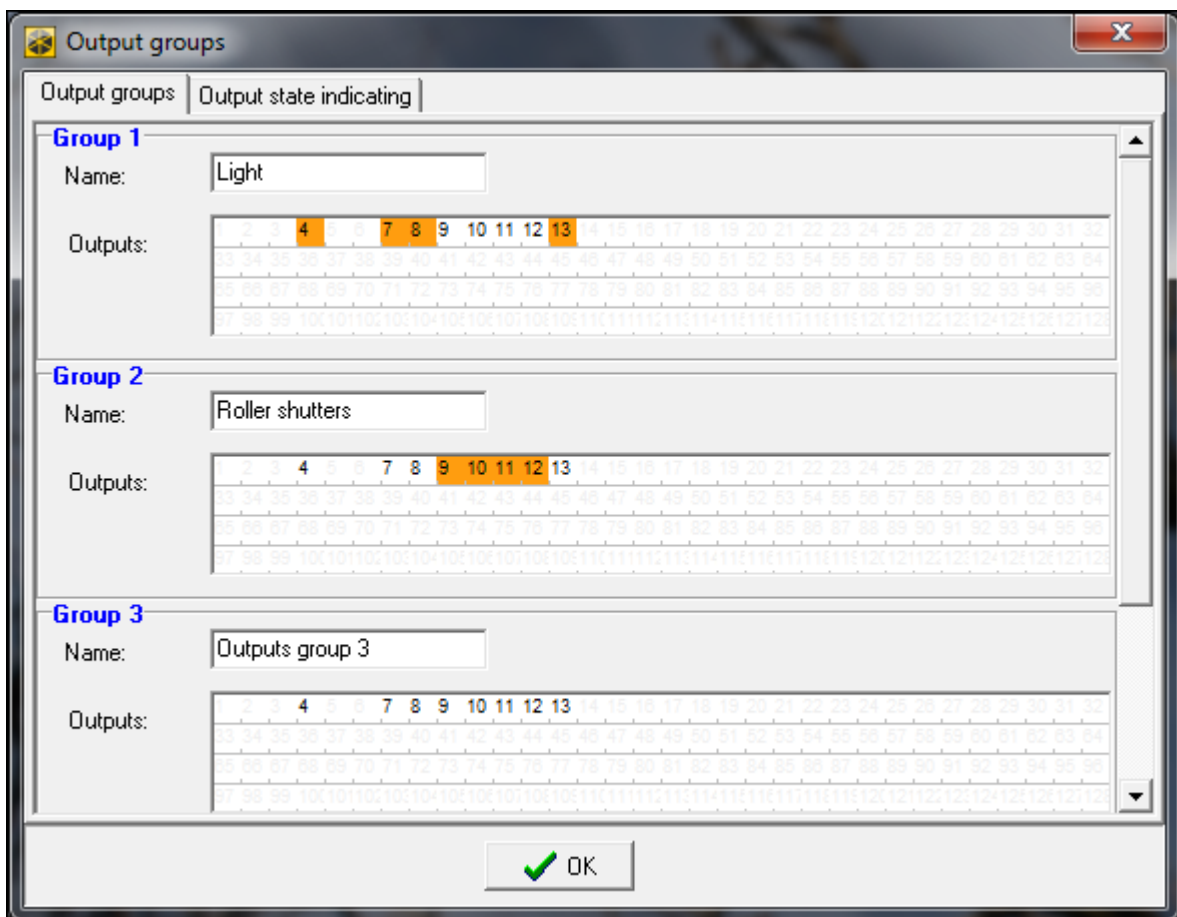 Output groups
Output groups Output state indicating
Group 1
Name: Light
Outputs: 1 2 3 4 5 6 7 8 9 10 11 12 13 14 15 16 17 18 19 20 21 22 23 24 25 26 27 28 29 30 31 32
33 34 35 36 37 38 39 40 41 42 43 44 45 46 47 48 49 50 51 52 53 54 55 56 57 58 59 60 61 62 63 64
65 66 67 68 69 70 71 72 73 74 75 76 77 78 79 80 81 82 83 84 85 86 87 88 89 90 91 92 93 94 95 96
97 98 99
Group 2
Name: Roller shutters
Outputs: 1 2 3 4 5 6 7 8 9 10 11 12 13 14 15 16 17 18 19 20 21 22 23 24 25 26 27 28 29 30 31 32
33 34 35 36 37 38 39 40 41 42 43 44 45 46 47 48 49 50 51 52 53 54 55 56 57 58 59 60 61 62 63 64
65 66 67 68 69 70 71 72 73 74 75 76 77 78 79 80 81 82 83 84 85 86 87 88 89 90 91 92 93 94 95 96
97 98 99
Group 3
Name: Outputs group 3
Outputs: 1 2 3 4 5 6 7 8 9 10 11 12 13 14 15 16 17 18 19 20 21 22 23 24 25 26 27 28 29 30 31 32
33 34 35 36 37 38 39 40 41 42 43 44 45 46 47 48 49 50 51 52 53 54 55 56 57 58 59 60 61 62 63 64
65 66 67 68 69 70 71 72 73 74 75 76 77 78 79 80 81 82 83 84 85 86 87 88 89 90 91 92 93 94 95 96
97 98 99
OK